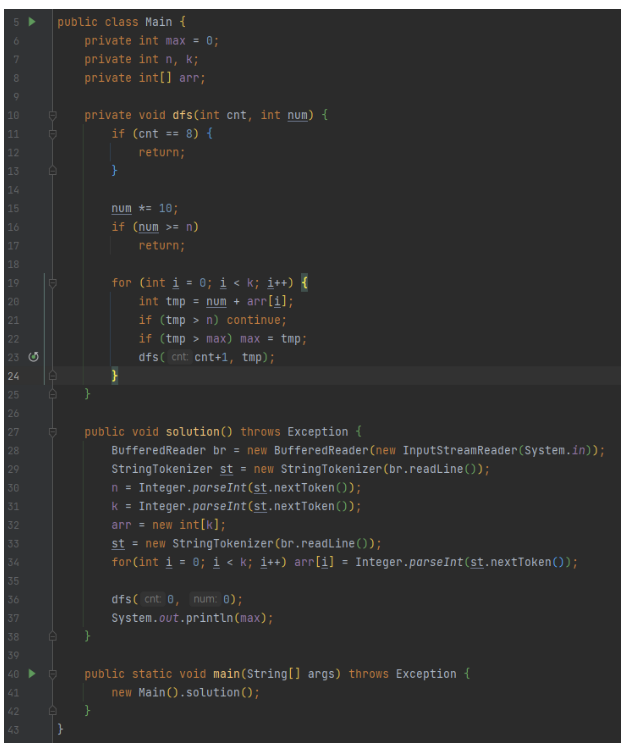 5 public class Main {
6 private int max = 0;
7 private int n, k;
8 private int[] arr;
9
10 private void dfs(int cnt, int num) {
11 if (cnt == 8) {
12 return;
13 }
14
15 num *= 10;
16 if (num >= n)
17 return;
18
19 for (int i = 0; i < k; i++) {
20 int tmp = num + arr[i];
21 if (tmp > n) continue;
22 if (tmp > max) max = tmp;
23 dfs( cnt: cnt+1, tmp);
24 }
25 }
26
27 public void solution() throws Exception {
28 BufferedReader br = new BufferedReader(new InputStreamReader(System.in));
29 StringTokenizer st = new StringTokenizer(br.readLine());
30 n = Integer.parseInt(st.nextToken());
31 k = Integer.parseInt(st.nextToken());
32 arr = new int[k];
33 st = new StringTokenizer(br.readLine());
34 for(int i = 0; i < k; i++) arr[i] = Integer.parseInt(st.nextToken());
35
36 dfs( cnt: 0, num: 0);
37 System.out.println(max);
38 }
39
40 public static void main(String[] args) throws Exception {
41 new Main().solution();
42 }
43 }